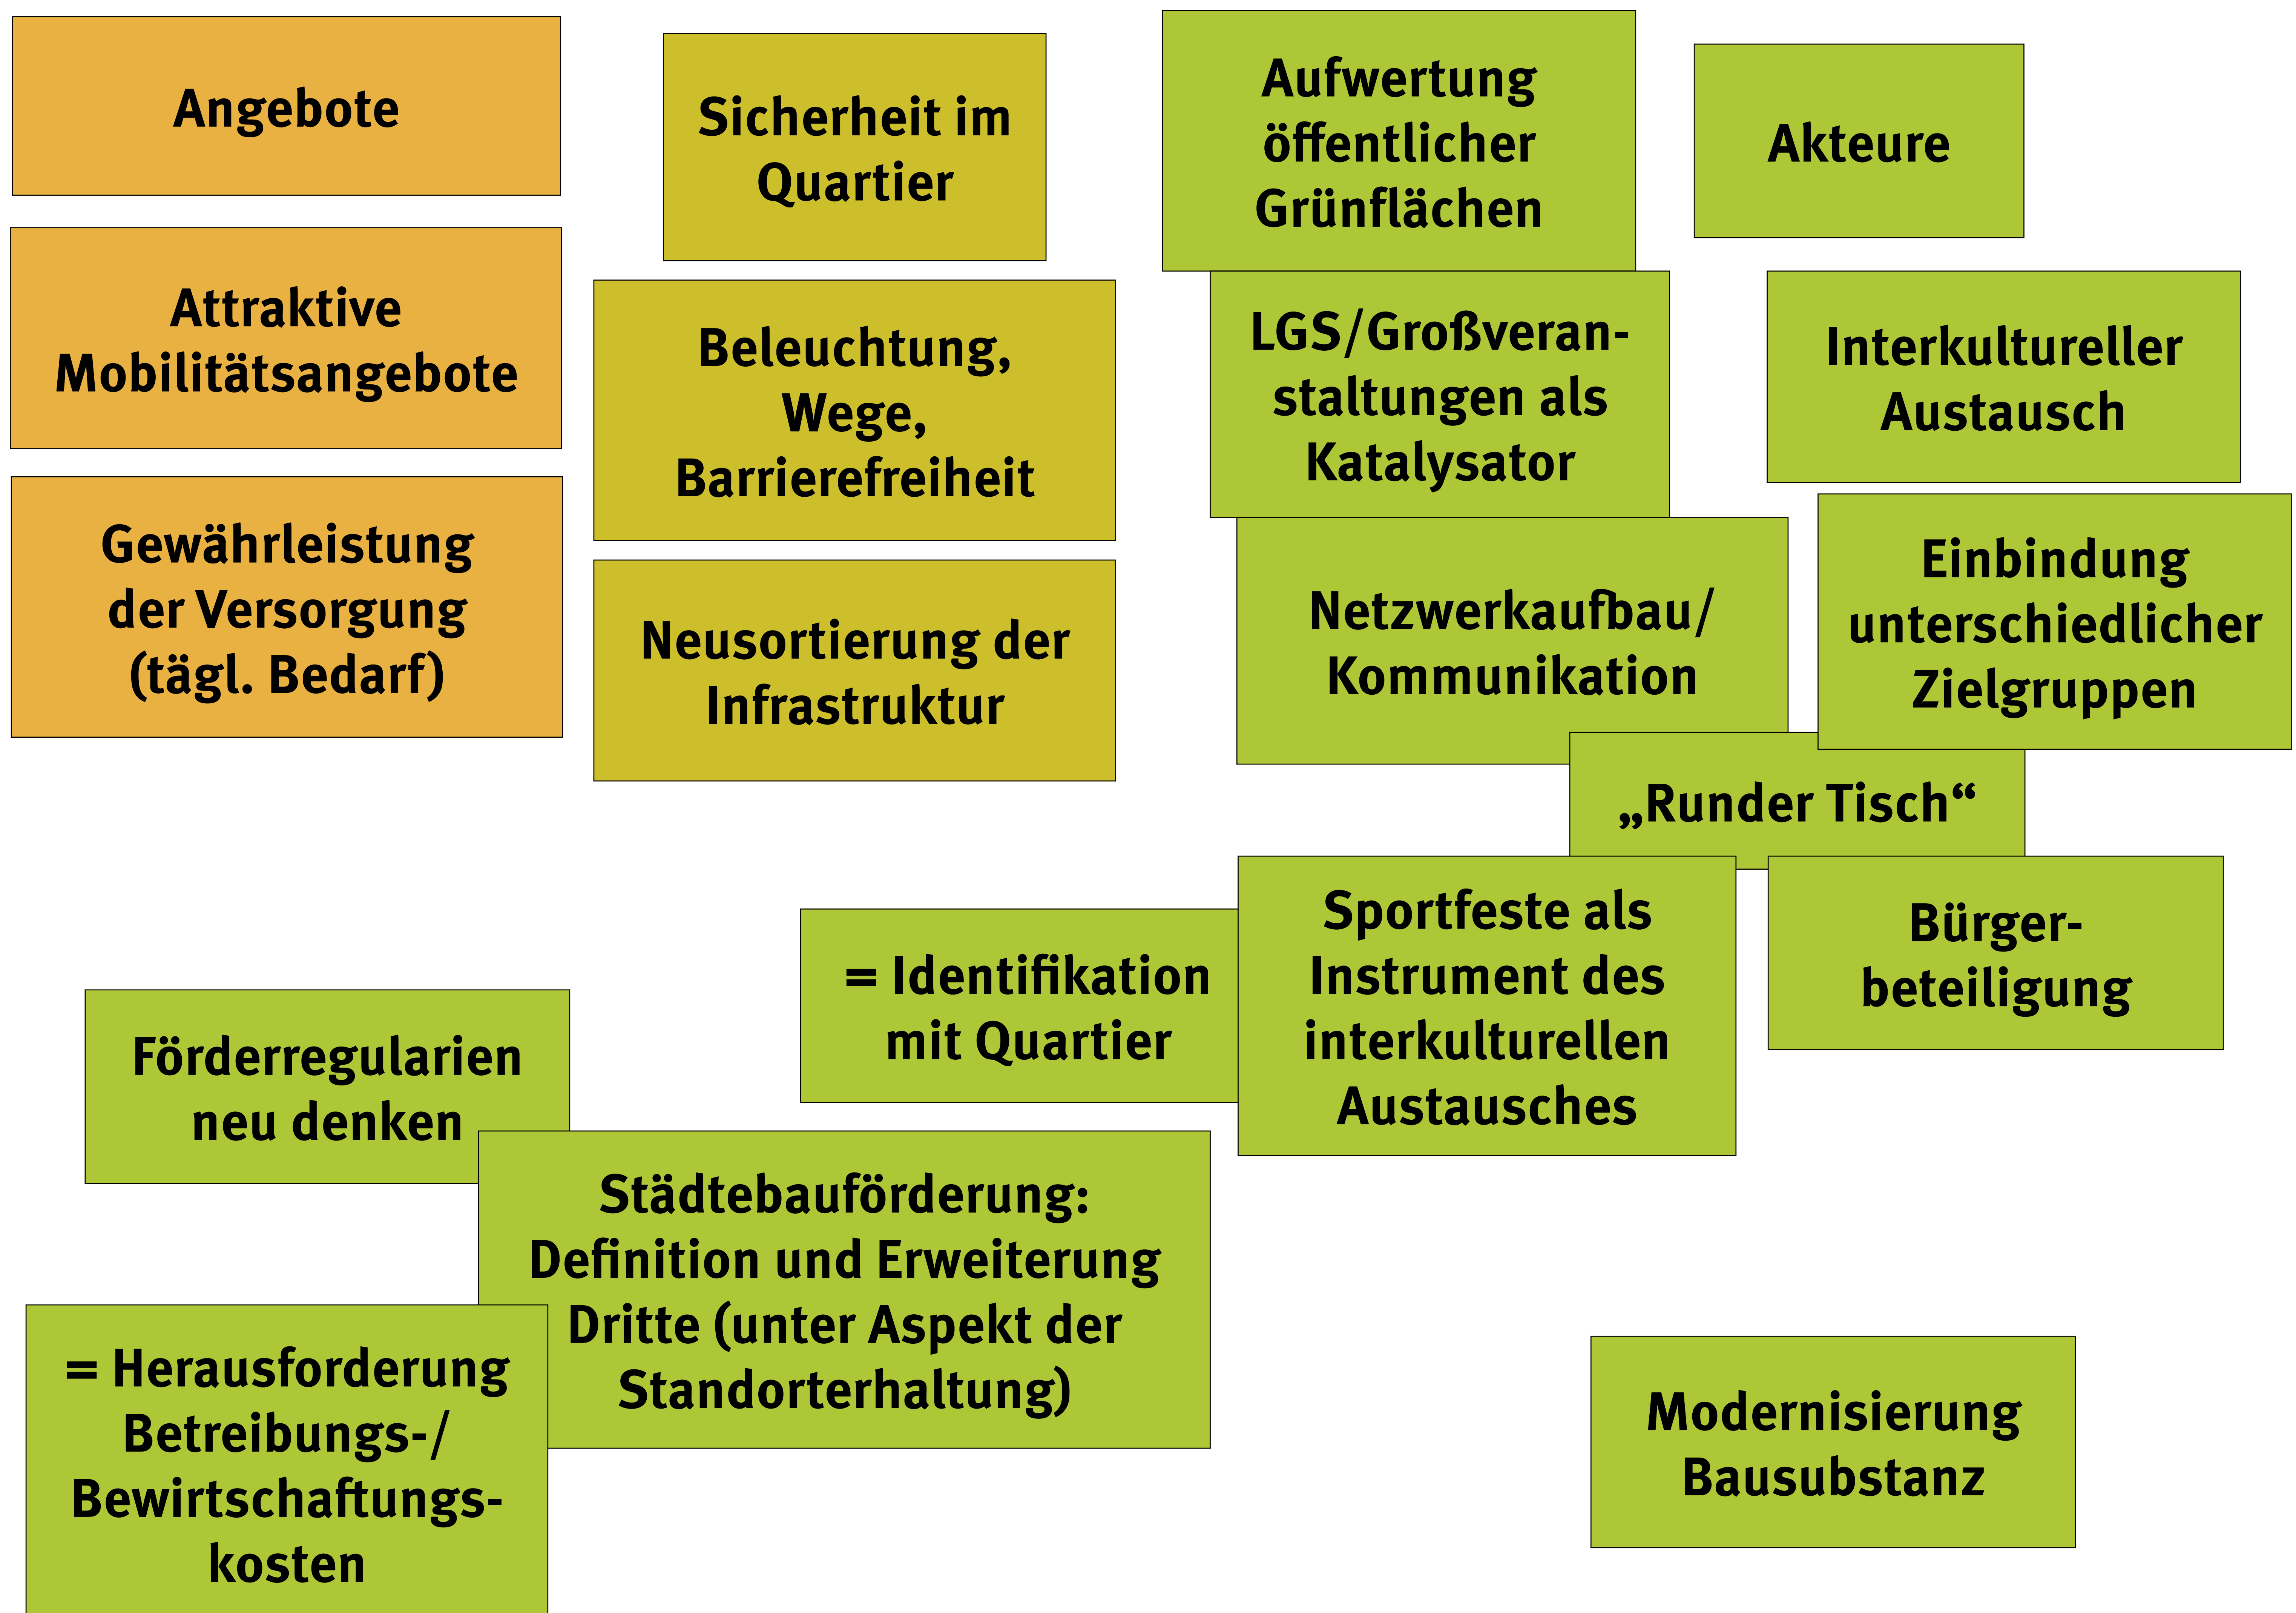 Angebote
Attraktive
Mobilitätsangebote
Gewährleistung
der Versorgung
(tägl. Bedarf)
Sicherheit im
Quartier
Beleuchtung,
Wege,
Barrierefreiheit
Neusortierung der
Infrastruktur
Aufwertung
öffentlicher
Grünflächen
LGS/Großveran-
staltungen als
Katalysator
Netzwerkaufbau/
Kommunikation
Akteure
Interkultureller
Austausch
Einbindung
unterschiedlicher
Zielgruppen
„Runder Tisch“
= Identifikation
mit Quartier
Sportfeste als
Instrument des
interkulturellen
Austausches
Bürger-
beteiligung
Förderregularien
neu denken
Städtebauförderung:
Definition und Erweiterung
Dritte (unter Aspekt der
Standorterhaltung)
= Herausforderung
Betreibungs-/
Bewirtschaftungs-
kosten
Modernisierung
Bausubstanz